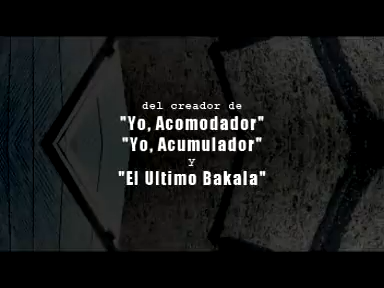 del creador de
"Yo, Acomodador"
"Yo, Acumulador"
y
"El Ultimo Bakala"